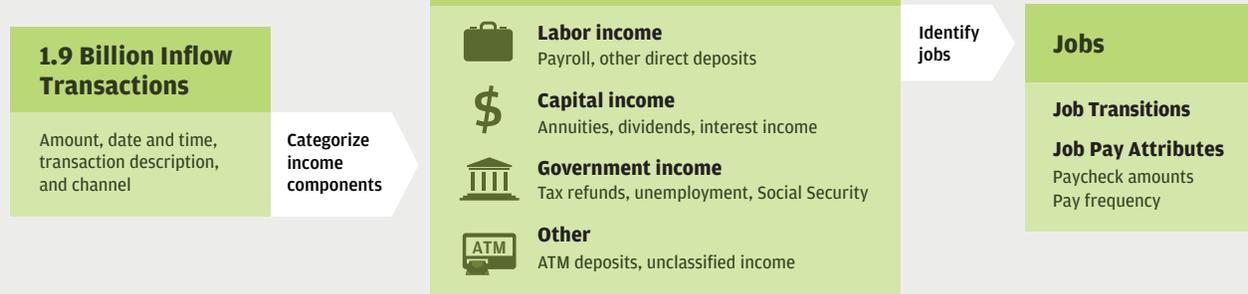 1.9 Billion Inflow
Transactions
Amount, date and time,
transaction description,
and channel
Categorize
income
components
Labor income
Payroll, other direct deposits
$
Capital income
Annuities, dividends, interest income
Government income
Tax refunds, unemployment, Social Security
ATM
Other
ATM deposits, unclassified income
Identify
jobs
Jobs
Job Transitions
Job Pay Attributes
Paycheck amounts
Pay frequency